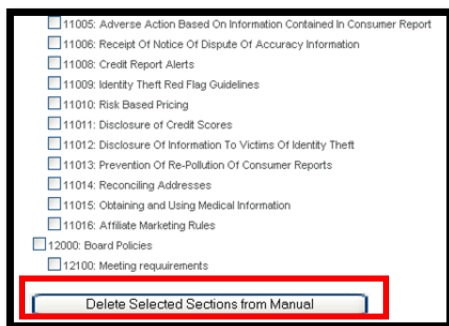 11005: Adverse Action Based On Information Contained In Consumer Report
11006: Receipt Of Notice Of Dispute Of Accuracy Information
11008: Credit Report Alerts
11009: Identity Theft Red Flag Guidelines
11010: Risk Based Pricing
11011: Disclosure of Credit Scores
11012: Disclosure Of Information To Victims Of Identity Theft
11013: Prevention Of Re-Pollution Of Consumer Reports
11014: Reconciling Addresses
11015: Obtaining and Using Medical Information
11016: Affiliate Marketing Rules
12000: Board Policies
12100: Meeting requuirements
Delete Selected Sections from Manual